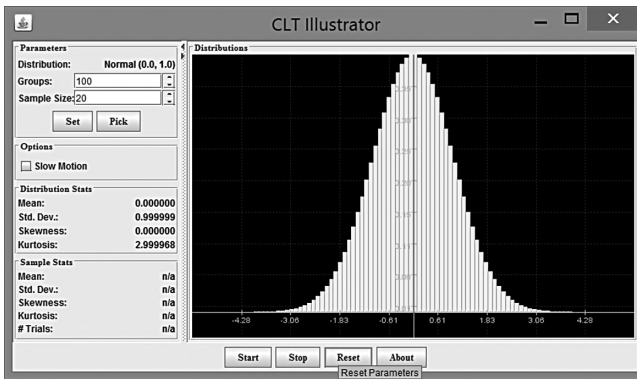 CLT Illustrator
Parameters
Distribution: Normal (0.0, 1.0)
Groups: 100
Sample Size: 20
Set Pick
Options
Slow Motion
Distribution Stats
Mean: 0.000000
Std. Dev.: 0.999999
Skewness: 0.000000
Kurtosis: 2.999968
Sample Stats
Mean: n/a
Std. Dev.: n/a
Skewness: n/a
Kurtosis: n/a
# Trials: n/a
Distributions
-4.28 -3.06 -1.83 -0.61 0.61 1.83 3.06 4.28
Start Stop Reset About
Reset Parameters